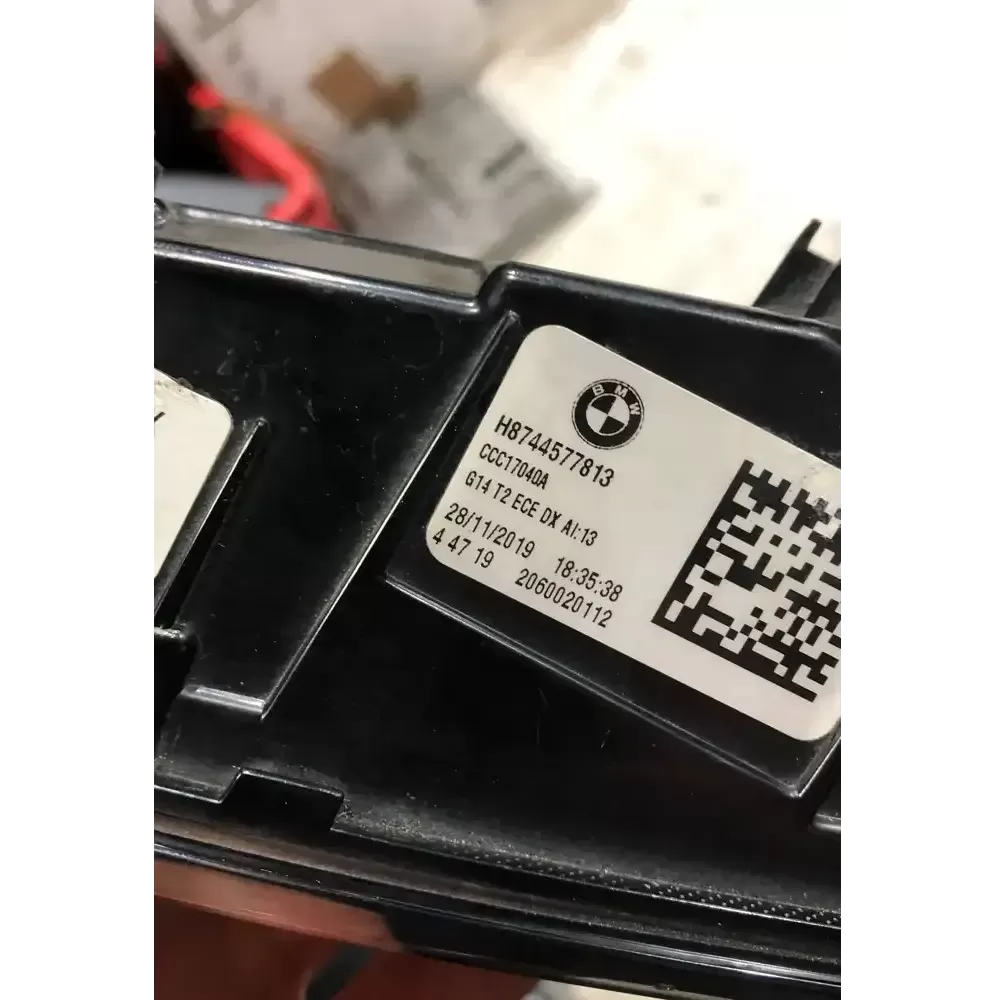 BMW
H8744577813
CCC17040A
G14 T2 ECE DX AI:13
28/11/2019 18:35:38
4 47 19 2060020112